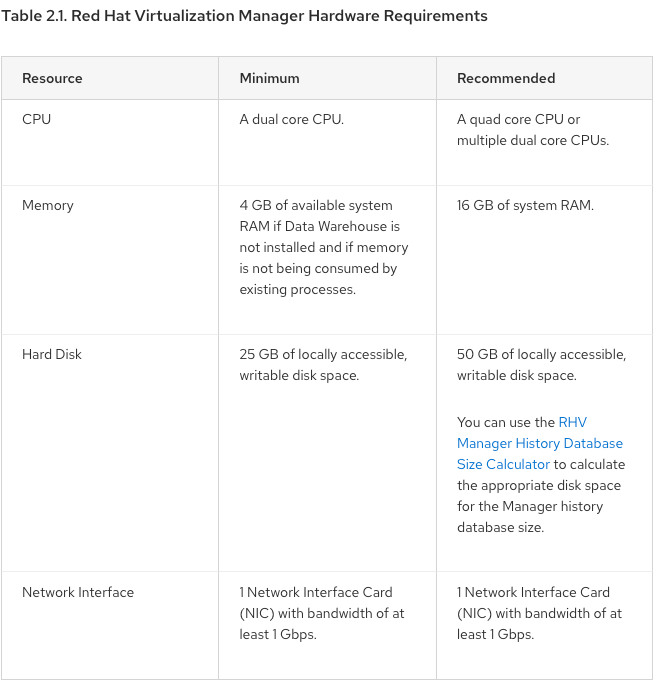 Table 2.1. Red Hat Virtualization Manager Hardware Requirements
Resource
Minimum
Recommended
CPU
A dual core CPU.
A quad core CPU or
multiple dual core CPUs.
Memory
4 GB of available system
RAM if Data Warehouse is
not installed and if memory
is not being consumed by
existing processes.
16 GB of system RAM.
Hard Disk
25 GB of locally accessible,
writable disk space.
50 GB of locally accessible,
writable disk space.
You can use the RHV
Manager History Database
Size Calculator to calculate
the appropriate disk space
for the Manager history
database size.
Network Interface
1 Network Interface Card
(NIC) with bandwidth of at
least 1 Gbps.
1 Network Interface Card
(NIC) with bandwidth of at
least 1 Gbps.